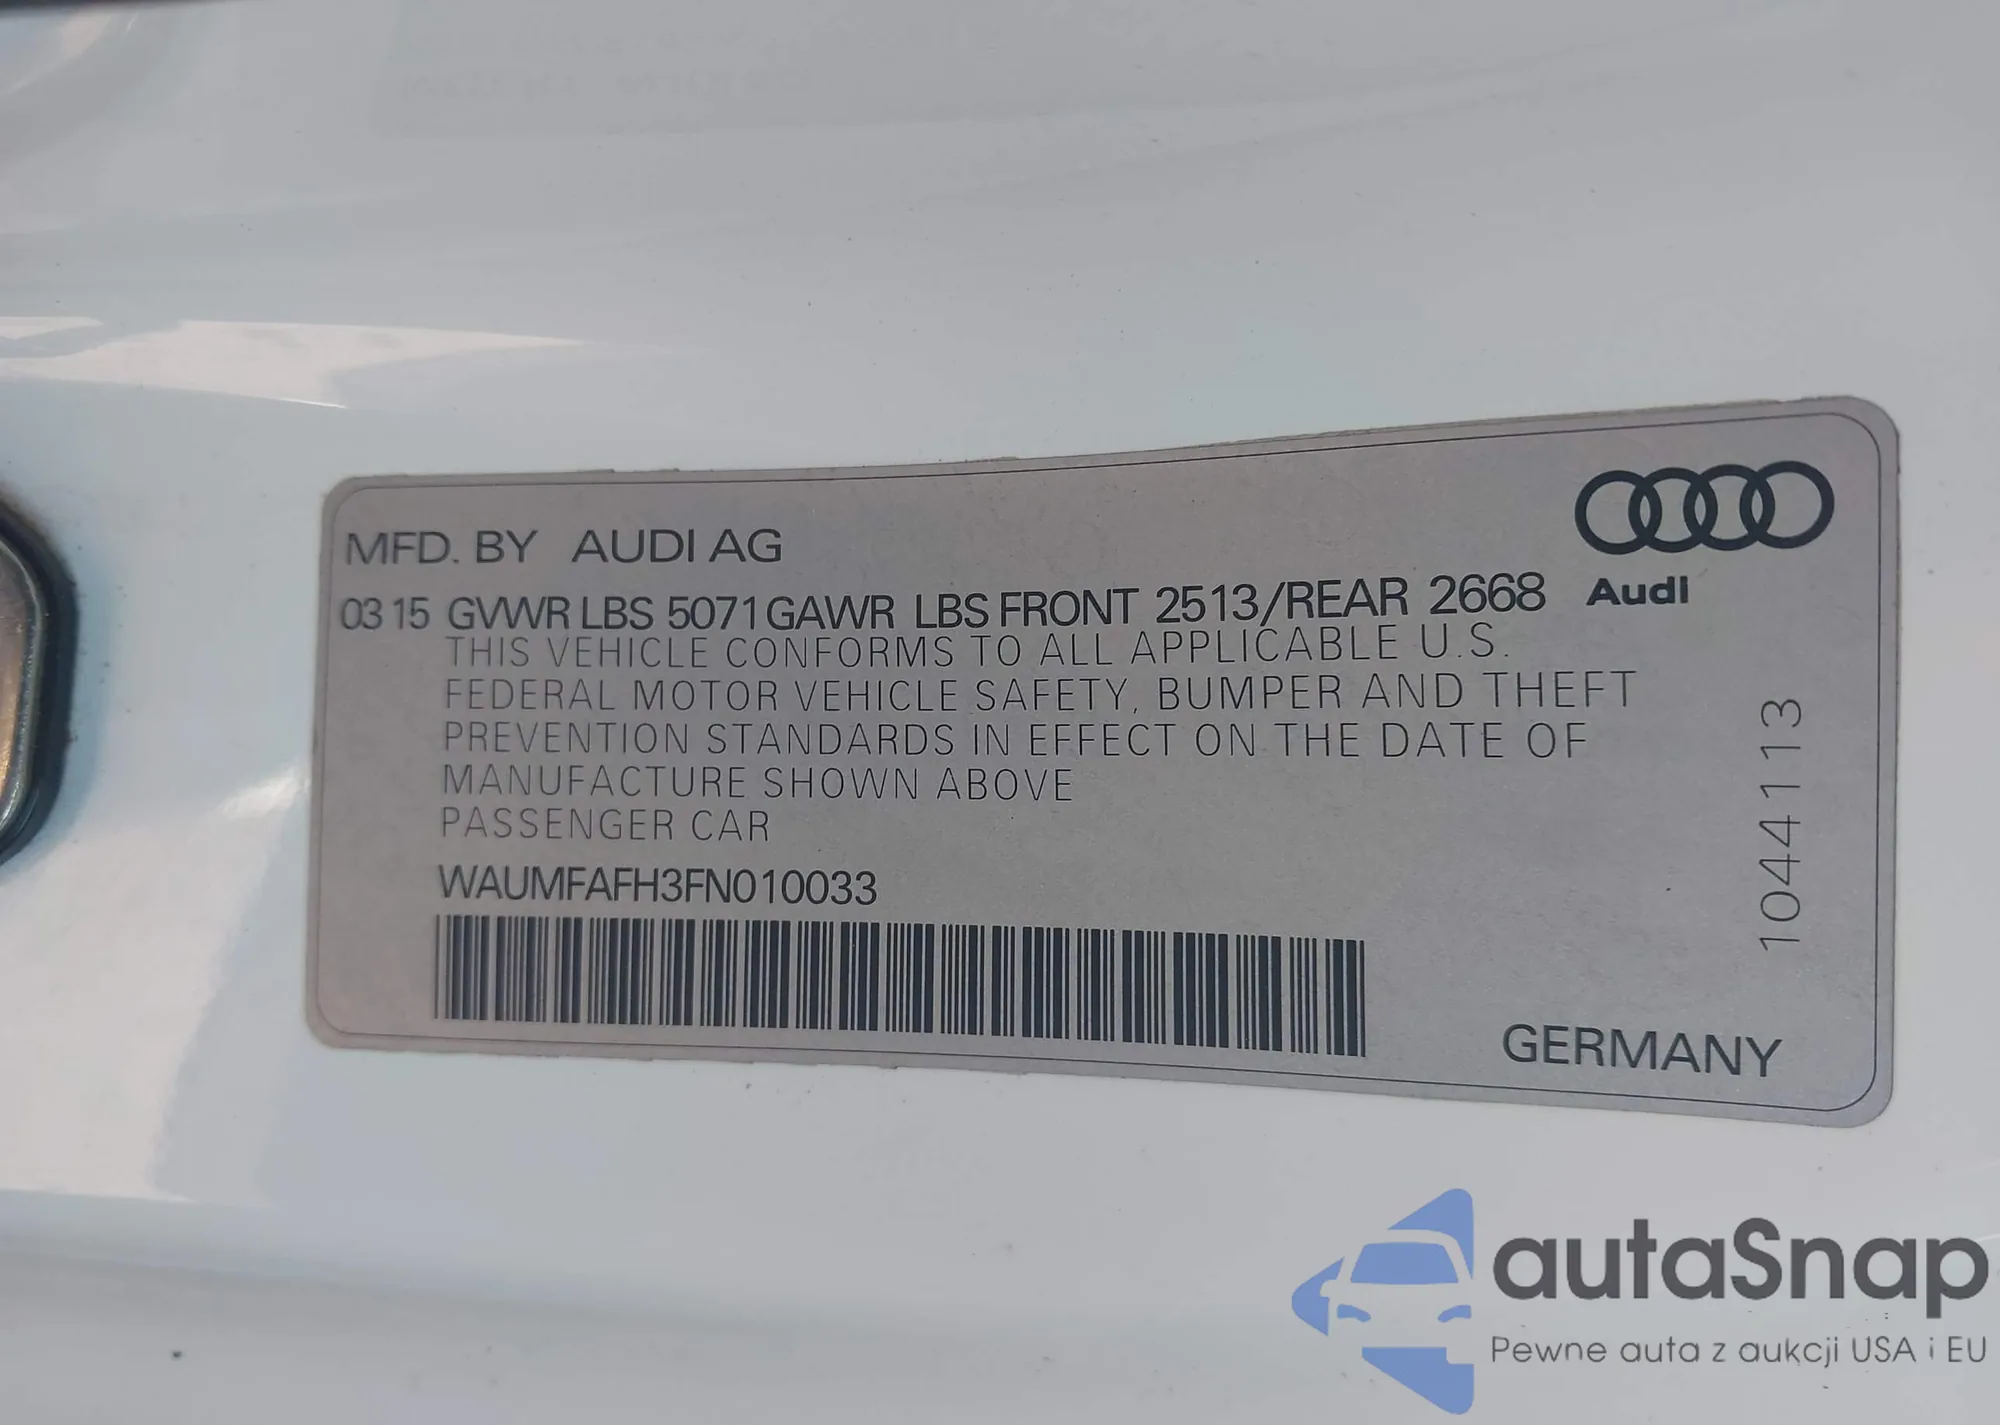 MFD. BY AUDI AG
03 15 GVWR LBS 5071 GAWR LBS FRONT 2513/REAR 2668
Audi
THIS VEHICLE CONFORMS TO ALL APPLICABLE U.S.
FEDERAL MOTOR VEHICLE SAFETY, BUMPER AND THEFT
PREVENTION STANDARDS IN EFFECT ON THE DATE OF
MANUFACTURE SHOWN ABOVE
PASSENGER CAR
WAUMFAFH3FN010033
1044113
GERMANY
autaSnap
Pewne auta z aukcji USA i EU